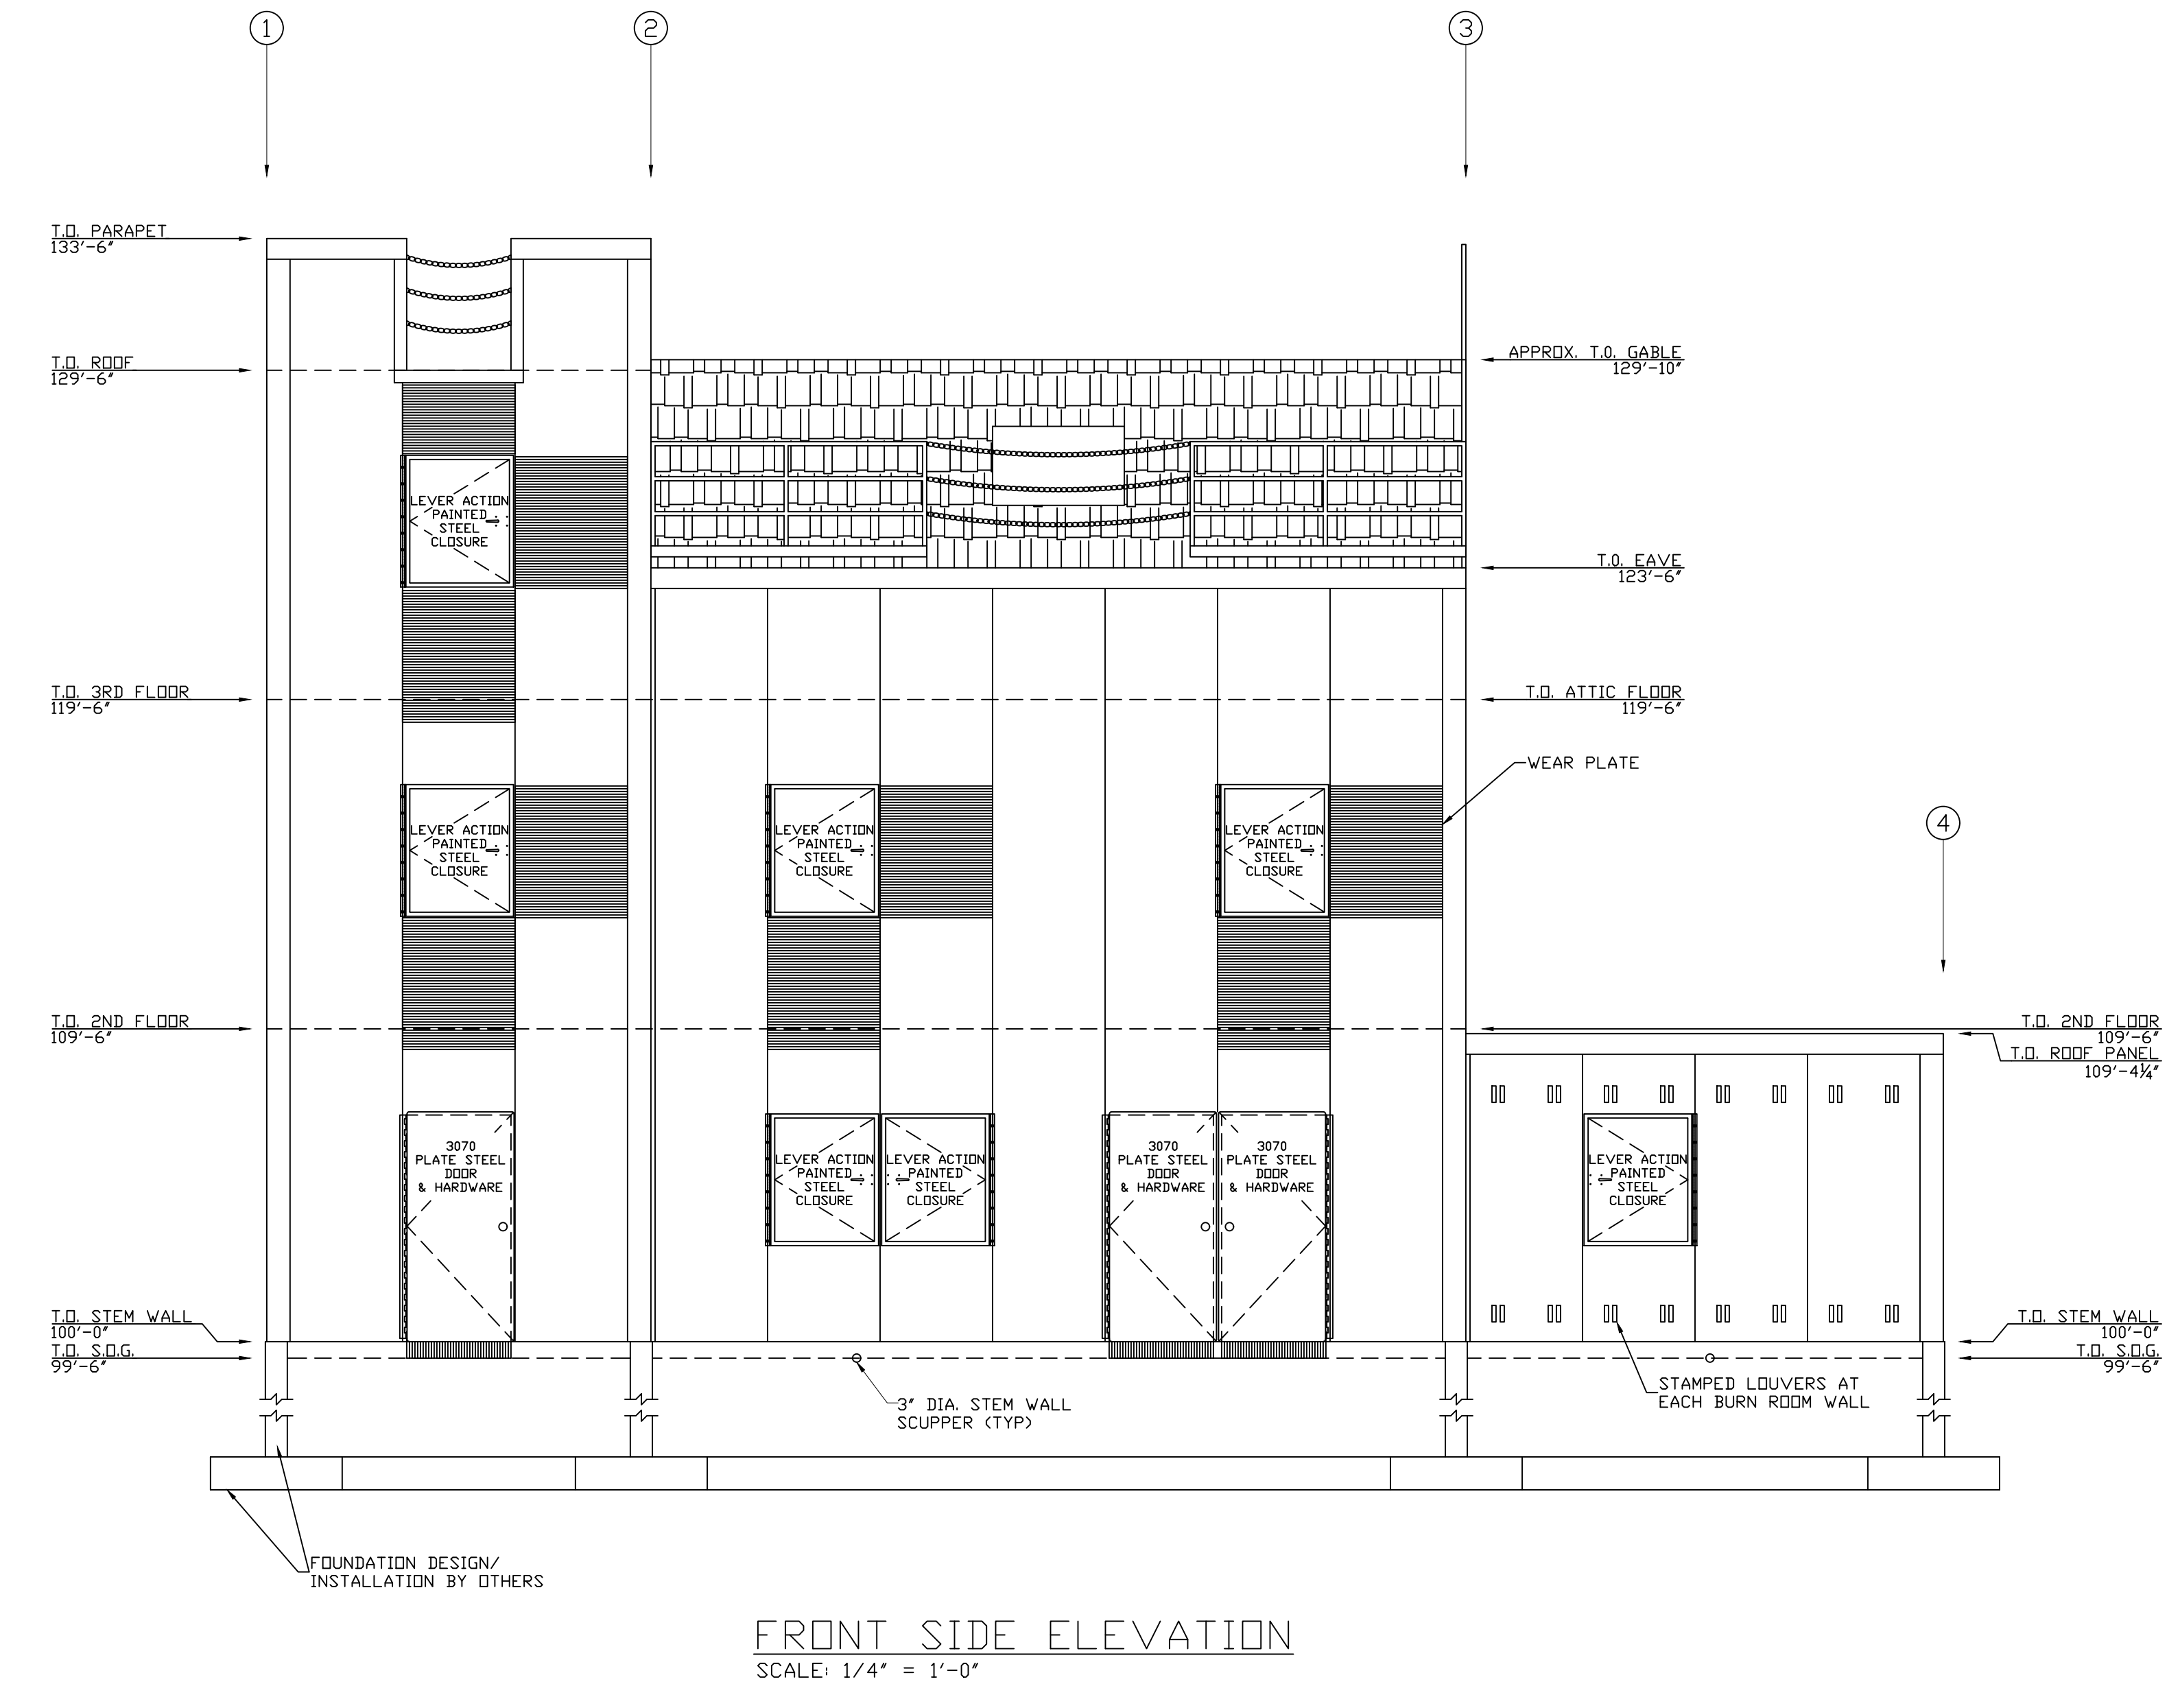 1
2
3
T.O. PARAPET
133'-6"
T.O. ROOF
129'-6"
APPROX. T.O. GABLE
129'-10"
LEVER ACTION
PAINTED
STEEL
CLOSURE
T.O. EAVE
123'-6"
T.O. 3RD FLOOR
119'-6"
T.O. ATTIC FLOOR
119'-6"
WEAR PLATE
4
LEVER ACTION
PAINTED
STEEL
CLOSURE
LEVER ACTION
PAINTED
STEEL
CLOSURE
LEVER ACTION
PAINTED
STEEL
CLOSURE
T.O. 2ND FLOOR
109'-6"
T.O. 2ND FLOOR
109'-6"
T.O. ROOF PANEL
109'-4¼"
3070
PLATE STEEL
DOOR
& HARDWARE
LEVER ACTION
PAINTED
STEEL
CLOSURE
LEVER ACTION
PAINTED
STEEL
CLOSURE
3070
PLATE STEEL
DOOR
& HARDWARE
3070
PLATE STEEL
DOOR
& HARDWARE
LEVER ACTION
PAINTED
STEEL
CLOSURE
T.O. STEM WALL
100'-0"
T.O. S.O.G.
99'-6"
T.O. STEM WALL
100'-0"
T.O. S.O.G.
99'-6"
3" DIA. STEM WALL
SCUPPER (TYP)
STAMPED LOUVERS AT
EACH BURN ROOM WALL
FOUNDATION DESIGN/
INSTALLATION BY OTHERS
FRONT SIDE ELEVATION
SCALE: 1/4" = 1'-0"